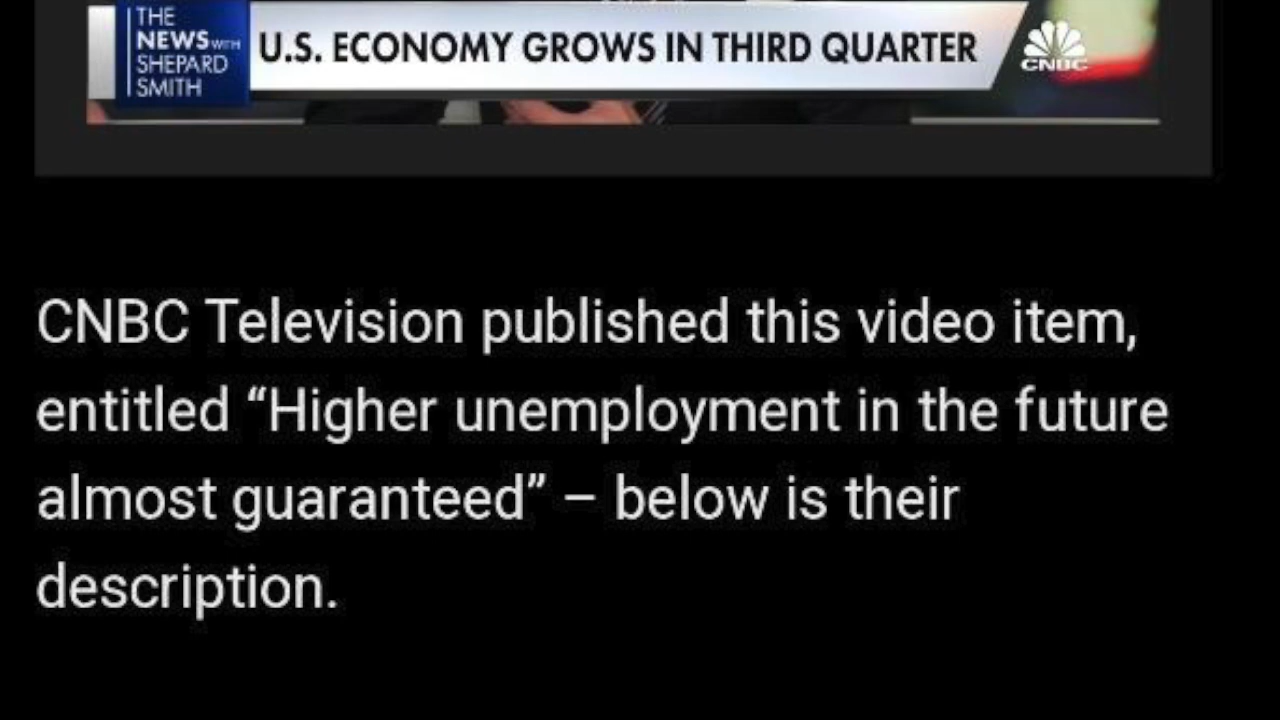 THE
NEWS WITH
SHEPARD
SMITH
U.S. ECONOMY GROWS IN THIRD QUARTER
CNBC
CNBC Television published this video item,
entitled “Higher unemployment in the future
almost guaranteed” – below is their
description.